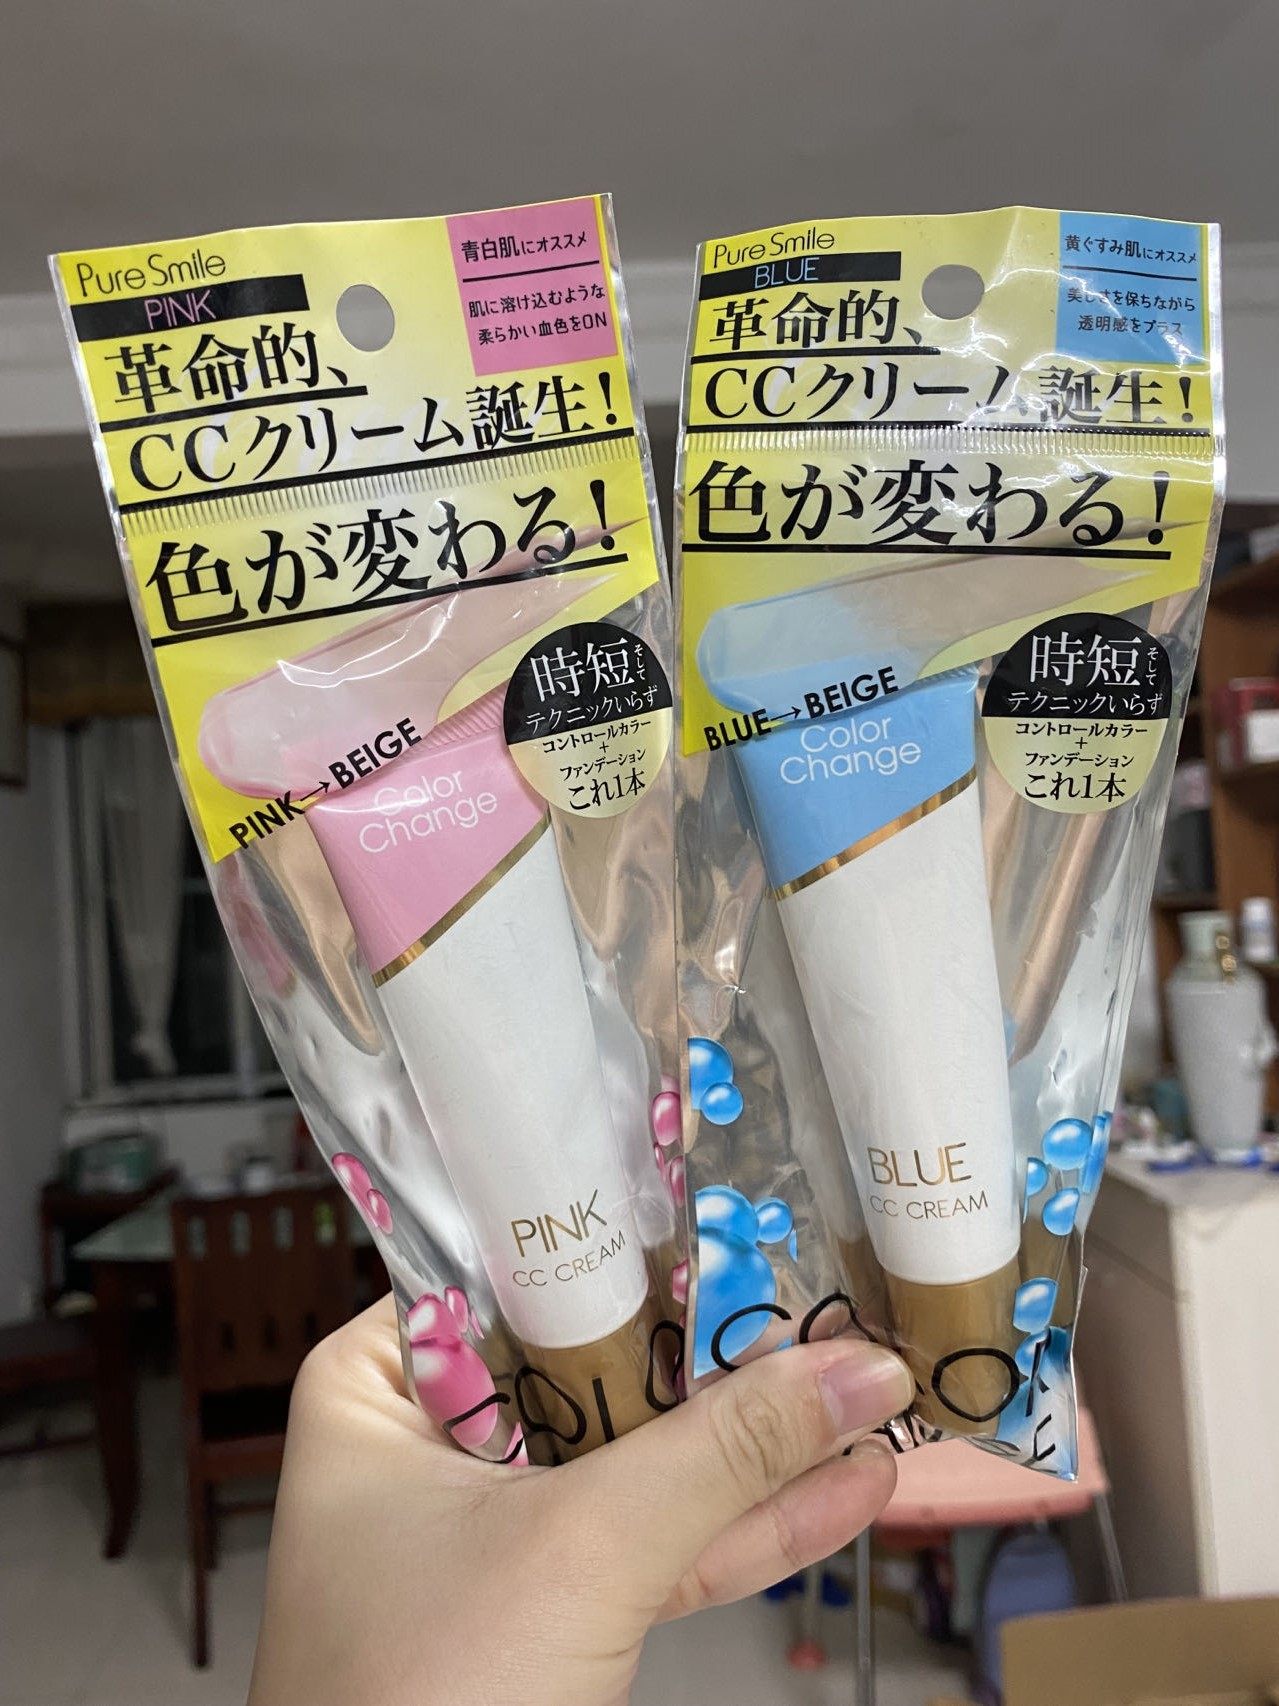 Pure Smile
PINK
青白肌にオススメ
肌に溶け込むような
柔らかい血色をON
革命的、
CCクリーム誕生!
色が変わる!
PINK→BEIGE
時短そして
テクニックいらず
コントロールカラー
+
ファンデーション
これ1本
Color
Change
PINK
CC CREAM
Pure Smile
BLUE
黄ぐすみ肌にオススメ
美しさを保ちながら
透明感をプラス
革命的、
CCクリーム誕生!
色が変わる!
BLUE→BEIGE
時短そして
テクニックいらず
コントロールカラー
+
ファンデーション
これ1本
Color
Change
BLUE
CC CREAM